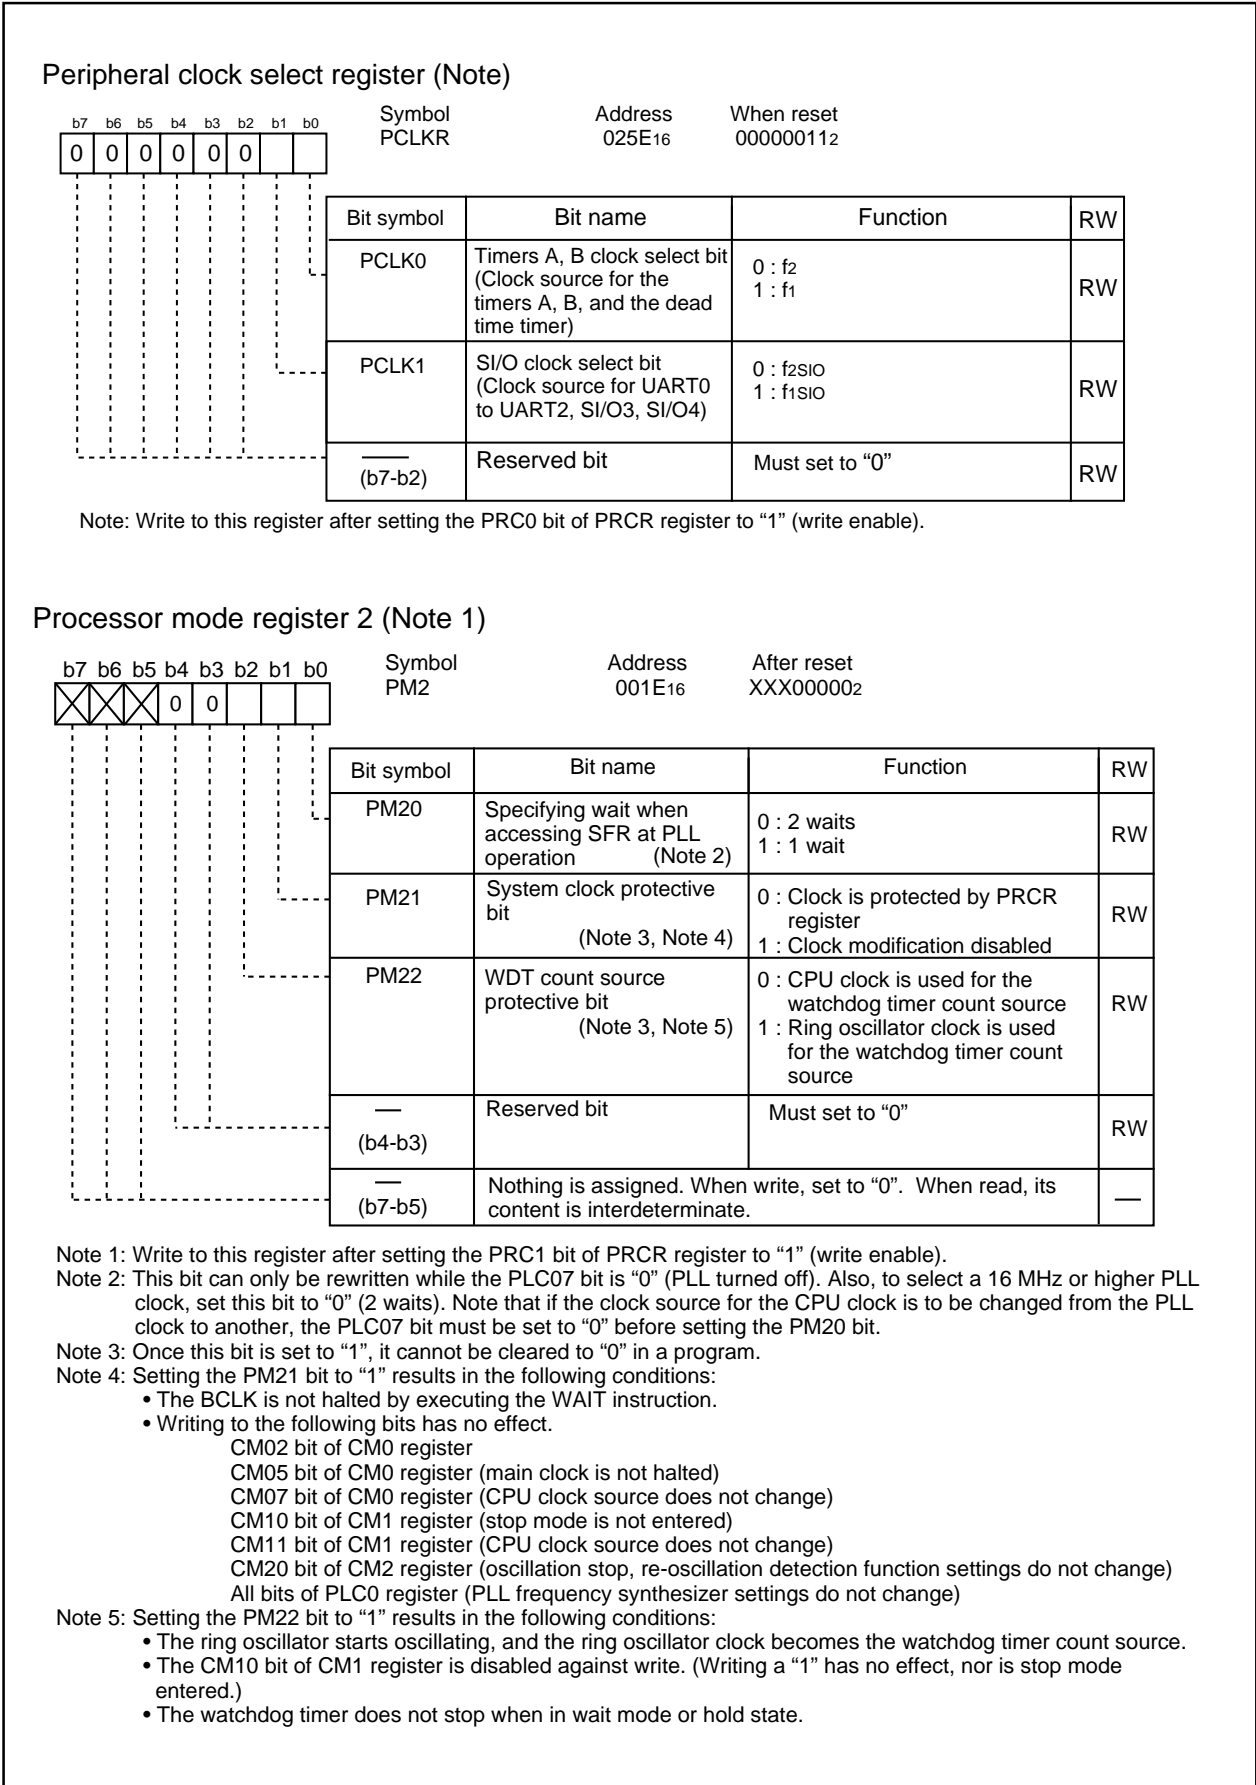 Peripheral clock select register (Note)
Symbol Address When reset
PCLKR 025E16 000000112
b7 b6 b5 b4 b3 b2 b1 b0
0 0 0 0 0 0
Bit symbol Bit name Function RW
PCLK0 Timers A, B clock select bit
(Clock source for the
timers A, B, and the dead
time timer)
0 : f2
1 : f1
RW
PCLK1 SI/O clock select bit
(Clock source for UART0
to UART2, SI/O3, SI/O4)
0 : f2SIO
1 : f1SIO
RW
(b7-b2) Reserved bit Must set to “0” RW
Note: Write to this register after setting the PRC0 bit of PRCR register to “1” (write enable).
Processor mode register 2 (Note 1)
Symbol Address After reset
PM2 001E16 XXX000002
b7 b6 b5 b4 b3 b2 b1 b0
0 0
Bit symbol Bit name Function RW
PM20 Specifying wait when
accessing SFR at PLL
operation (Note 2)
0 : 2 waits
1 : 1 wait
RW
PM21 System clock protective
bit
(Note 3, Note 4)
0 : Clock is protected by PRCR
register
1 : Clock modification disabled
RW
PM22 WDT count source
protective bit
(Note 3, Note 5)
0 : CPU clock is used for the
watchdog timer count source
1 : Ring oscillator clock is used
for the watchdog timer count
source
RW
—
(b4-b3)
Reserved bit Must set to “0” RW
—
(b7-b5)
Nothing is assigned. When write, set to “0”. When read, its
content is interdeterminate.
—
Note 1: Write to this register after setting the PRC1 bit of PRCR register to “1” (write enable).
Note 2: This bit can only be rewritten while the PLC07 bit is “0” (PLL turned off). Also, to select a 16 MHz or higher PLL
clock, set this bit to “0” (2 waits). Note that if the clock source for the CPU clock is to be changed from the PLL
clock to another, the PLC07 bit must be set to “0” before setting the PM20 bit.
Note 3: Once this bit is set to “1”, it cannot be cleared to “0” in a program.
Note 4: Setting the PM21 bit to “1” results in the following conditions:
• The BCLK is not halted by executing the WAIT instruction.
• Writing to the following bits has no effect.
CM02 bit of CM0 register
CM05 bit of CM0 register (main clock is not halted)
CM07 bit of CM0 register (CPU clock source does not change)
CM10 bit of CM1 register (stop mode is not entered)
CM11 bit of CM1 register (CPU clock source does not change)
CM20 bit of CM2 register (oscillation stop, re-oscillation detection function settings do not change)
All bits of PLC0 register (PLL frequency synthesizer settings do not change)
Note 5: Setting the PM22 bit to “1” results in the following conditions:
• The ring oscillator starts oscillating, and the ring oscillator clock becomes the watchdog timer count source.
• The CM10 bit of CM1 register is disabled against write. (Writing a “1” has no effect, nor is stop mode
entered.)
• The watchdog timer does not stop when in wait mode or hold state.